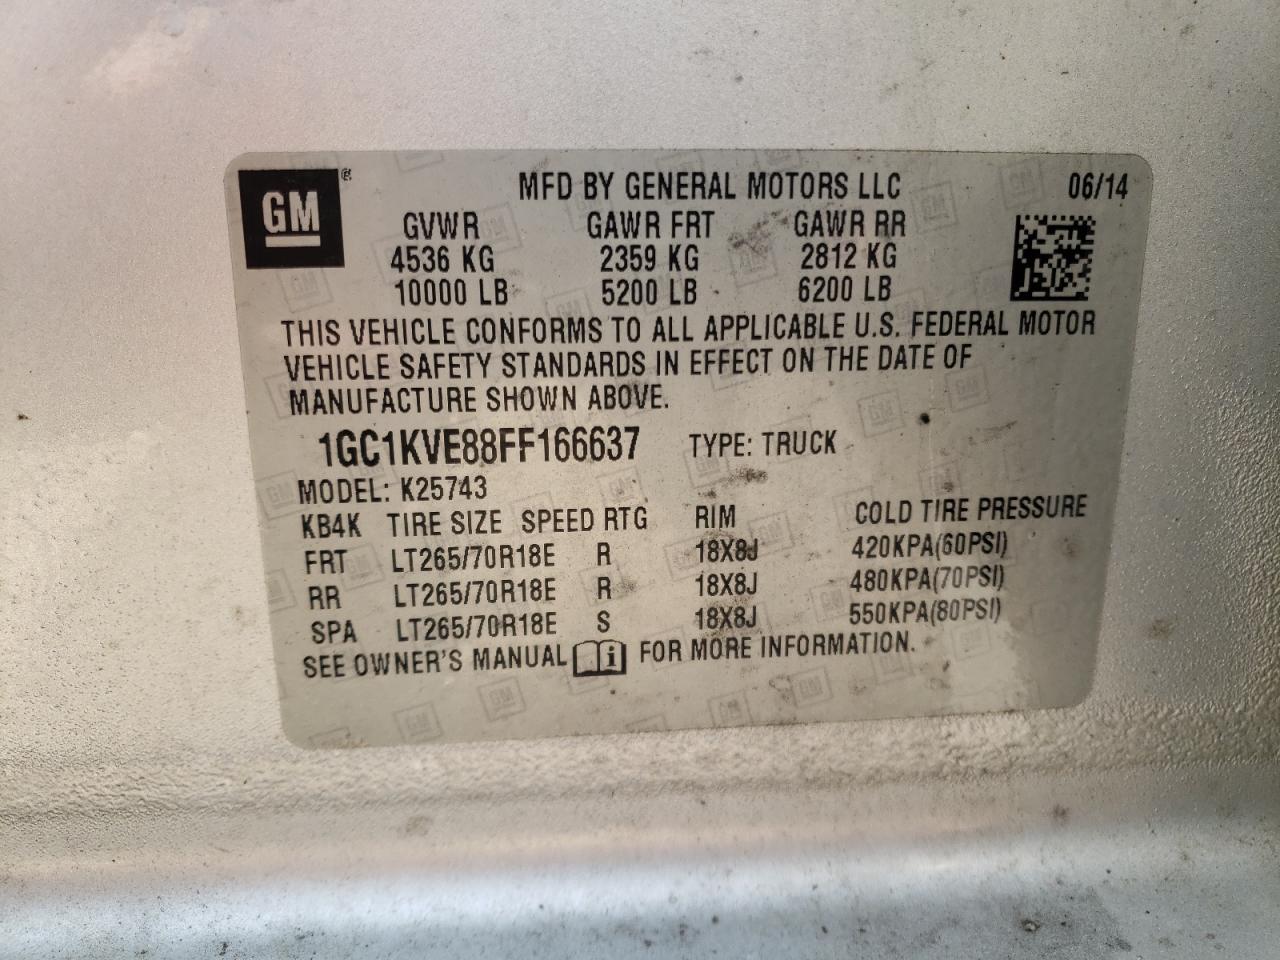 GM®
MFD BY GENERAL MOTORS LLC 06/14
GVWR GAWR FRT GAWR RR
4536 KG 2359 KG 2812 KG
10000 LB 5200 LB 6200 LB
THIS VEHICLE CONFORMS TO ALL APPLICABLE U.S. FEDERAL MOTOR
VEHICLE SAFETY STANDARDS IN EFFECT ON THE DATE OF
MANUFACTURE SHOWN ABOVE.
1GC1KVE88FF166637 TYPE: TRUCK
MODEL: K25743
KB4K TIRE SIZE SPEED RTG RIM COLD TIRE PRESSURE
FRT LT265/70R18E R 18X8J 420KPA(60PSI)
RR LT265/70R18E R 18X8J 480KPA(70PSI)
SPA LT265/70R18E S 18X8J 550KPA(80PSI)
SEE OWNER'S MANUAL i FOR MORE INFORMATION.